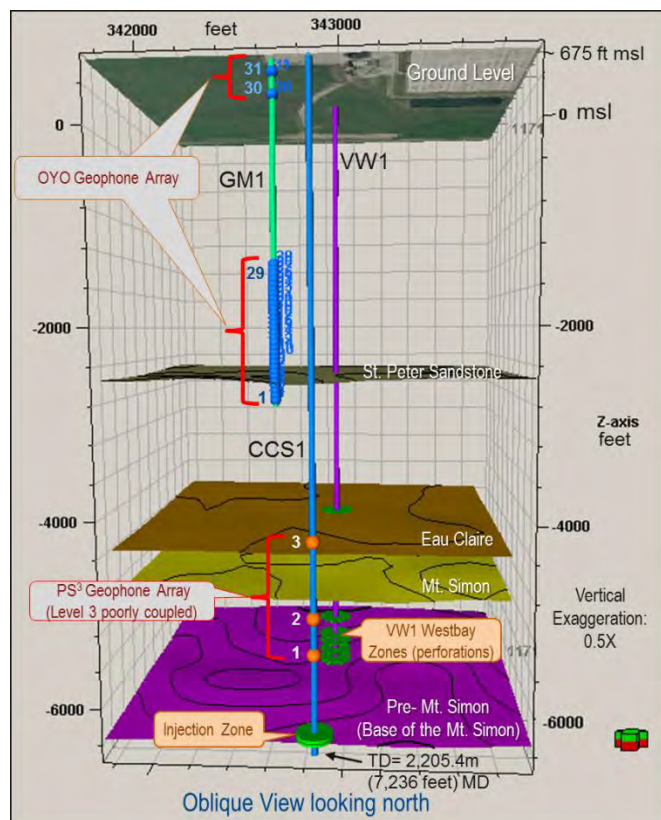 342000
feet
343000
675 ft msl
Ground Level
31
30
0
0 msl
1171
OYO Geophone Array
GM1
VW1
29
-2000
-2000
St. Peter Sandstone
1
Z-axis
feet
CCS1
-4000
-4000
3
Eau Claire
PS³ Geophone Array
(Level 3 poorly coupled)
Mt. Simon
Vertical
Exaggeration:
0.5X
2
VW1 Westbay
Zones (perforations)
1
1171
Pre- Mt. Simon
(Base of the Mt. Simon)
-6000
-6000
Injection Zone
TD= 2,205.4m
(7,236 feet) MD
Oblique View looking north